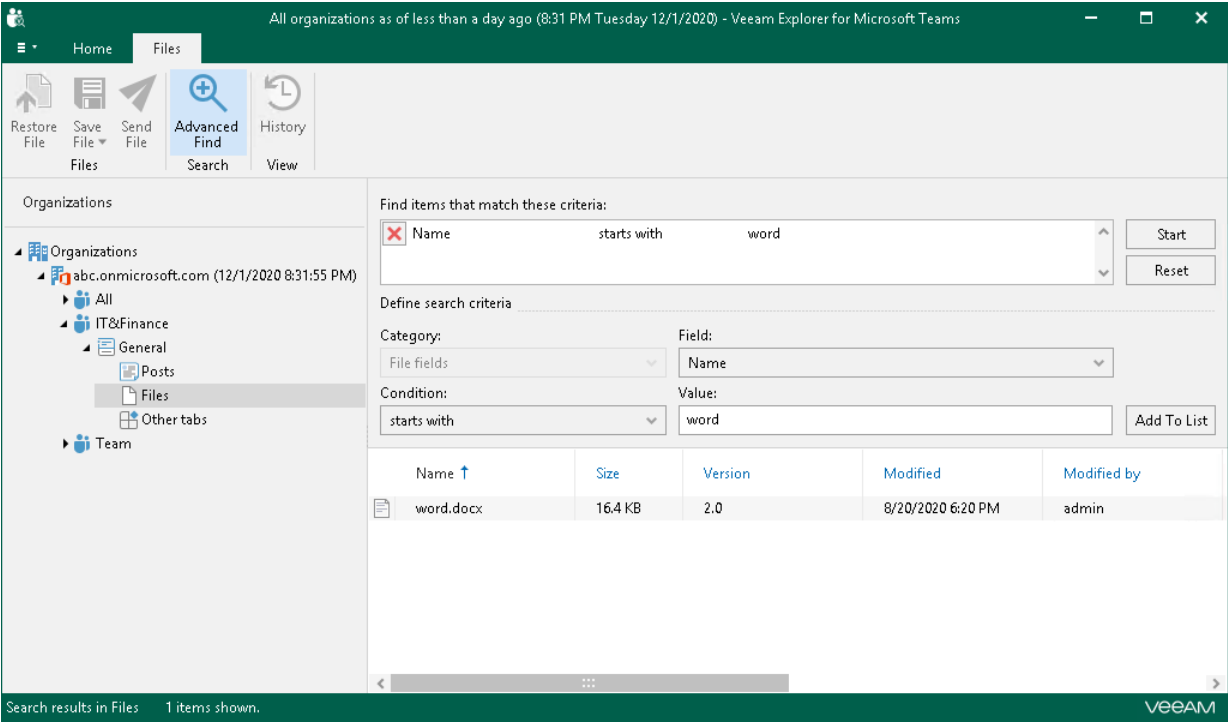 All organizations as of less than a day ago (8:31 PM Tuesday 12/1/2020) - Veeam Explorer for Microsoft Teams
Home Files
Restore File
Save File
Send File
Advanced Find
History
Files Search View
Organizations
Organizations
abc.onmicrosoft.com (12/1/2020 8:31:55 PM)
All
IT&Finance
General
Posts
Files
Other tabs
Team
Find items that match these criteria:
Name starts with word
Start
Reset
Define search criteria
Category: Field:
File fields Name
Condition: Value:
starts with word Add To List
Name Size Version Modified Modified by
word.docx 16.4 KB 2.0 8/20/2020 6:20 PM admin
Search results in Files 1 items shown. veeam